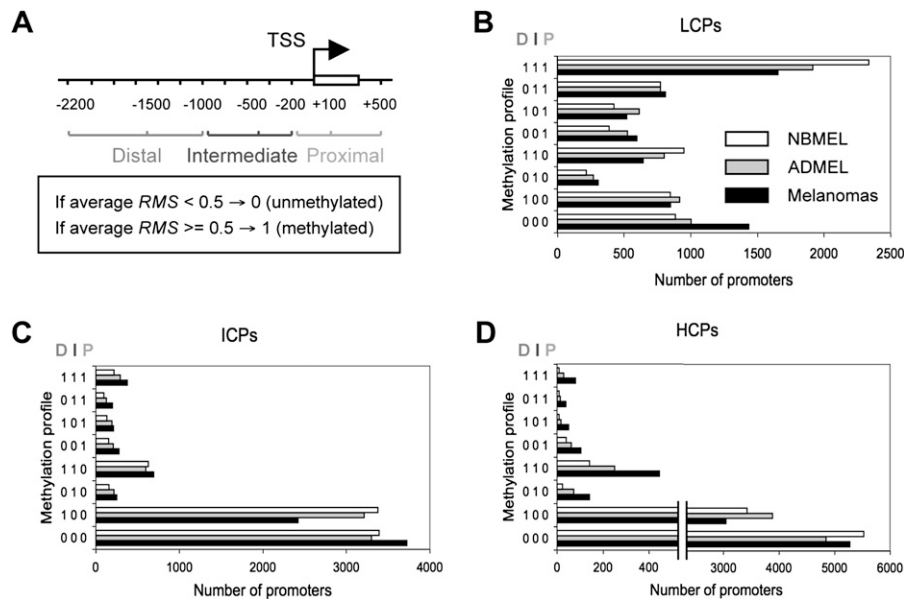 A
TSS
-2200 -1500 -1000 -500 -200 +100 +500
Distal Intermediate Proximal
If average RMS < 0.5 → 0 (unmethylated)
If average RMS >= 0.5 → 1 (methylated)
B
LCPs
D I P
Methylation profile
1 1 1
0 1 1
1 0 1
0 0 1
1 1 0
0 1 0
1 0 0
0 0 0
NBMEL
ADMEL
Melanomas
0 500 1000 1500 2000 2500
Number of promoters
C
ICPs
D I P
Methylation profile
1 1 1
0 1 1
1 0 1
0 0 1
1 1 0
0 1 0
1 0 0
0 0 0
0 1000 2000 3000 4000
Number of promoters
D
HCPs
D I P
Methylation profile
1 1 1
0 1 1
1 0 1
0 0 1
1 1 0
0 1 0
1 0 0
0 0 0
0 200 400 3000 4000 5000 6000
Number of promoters